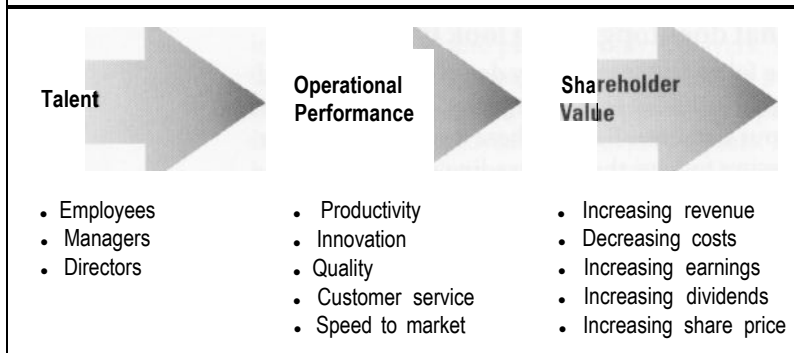 Talent
Operational
Performance
Shareholder
Value
• Employees
• Managers
• Directors
• Productivity
• Innovation
• Quality
• Customer service
• Speed to market
• Increasing revenue
• Decreasing costs
• Increasing earnings
• Increasing dividends
• Increasing share price